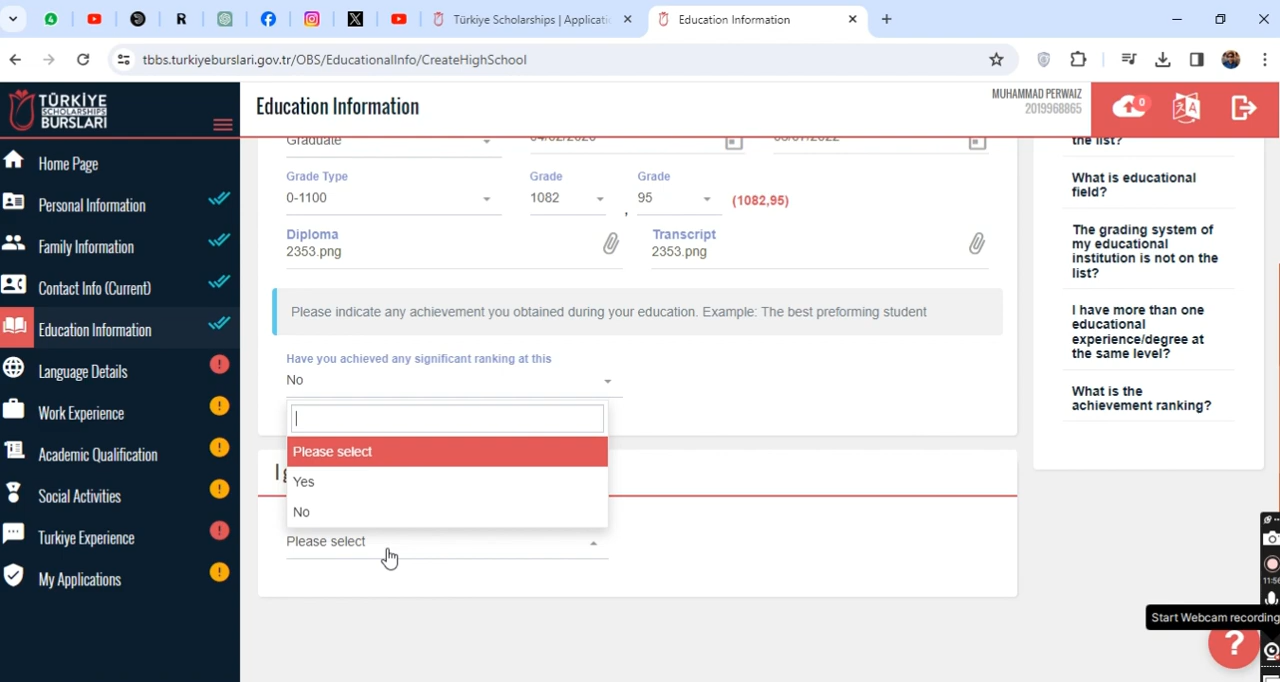 Türkiye Scholarships | Applicati
Education Information
tbbs.turkiyeburslari.gov.tr/OBS/EducationalInfo/CreateHighSchool
TÜRKİYE
SCHOLARSHIPS
BURSLARI
Education Information
MUHAMMAD PERWAIZ
2019968865
0
Home Page
Personal Information
Family Information
Contact Info (Current)
Education Information
Language Details
Work Experience
Academic Qualification
Social Activities
Turkiye Experience
My Applications
Graduate
Grade Type
Grade
Grade
0-1100
1082
,
95
(1082,95)
Diploma
Transcript
2353.png
2353.png
Please indicate any achievement you obtained during your education. Example: The best preforming student
Have you achieved any significant ranking at this
No
Please select
Yes
No
Please select
the list?
What is educational
field?
The grading system of
my educational
institution is not on the
list?
I have more than one
educational
experience/degree at
the same level?
What is the
achievement ranking?
Start Webcam recording
?